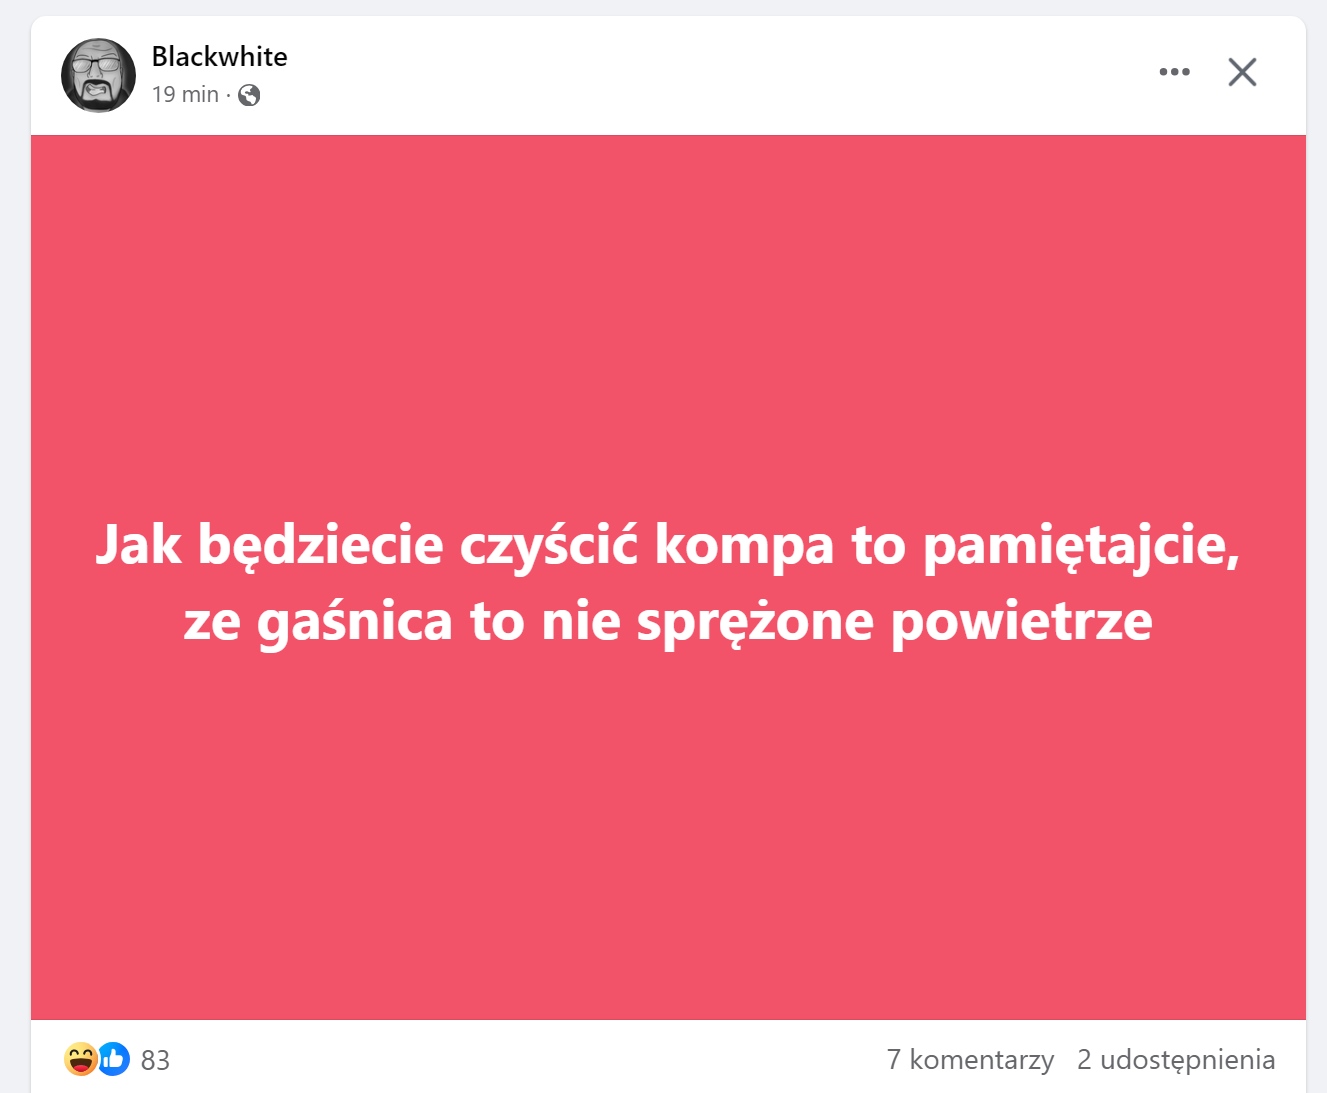 Blackwhite
19 min ·
Jak będziecie czyścić kompa to pamiętajcie,
ze gaśnica to nie sprężone powietrze
83
7 komentarzy 2 udostępnienia